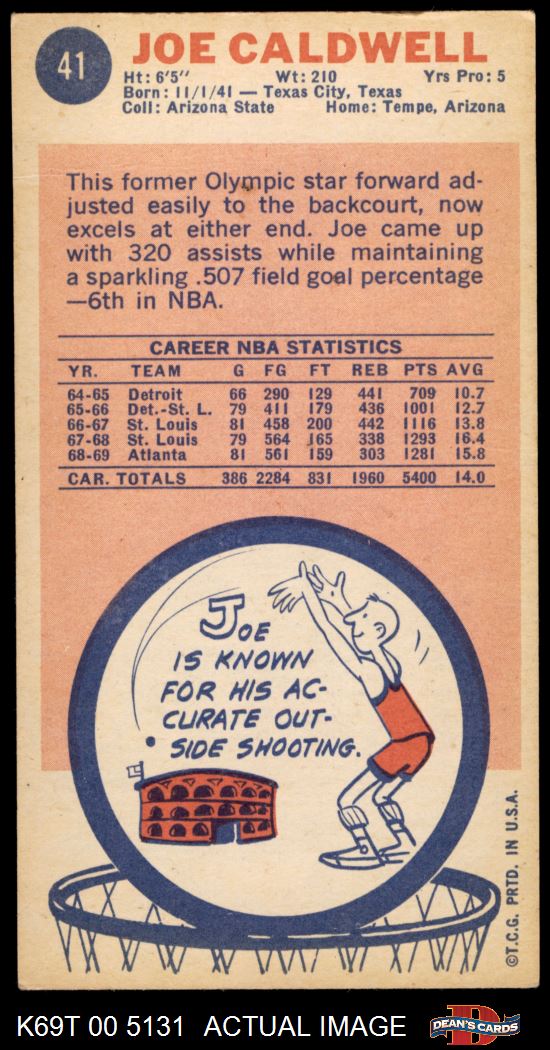 41
JOE CALDWELL
Ht: 6'5" Wt: 210 Yrs Pro: 5
Born: 11/1/41 — Texas City, Texas
Coll: Arizona State Home: Tempe, Arizona
This former Olympic star forward ad-
justed easily to the backcourt, now
excels at either end. Joe came up
with 320 assists while maintaining
a sparkling .507 field goal percentage
—6th in NBA.
CAREER NBA STATISTICS
YR. TEAM G FG FT REB PTS AVG
64-65 Detroit 66 290 129 441 709 10.7
65-66 Det.-St. L. 79 411 179 436 1001 12.7
66-67 St. Louis 81 458 200 442 1116 13.8
67-68 St. Louis 79 564 165 338 1293 16.4
68-69 Atlanta 81 561 159 303 1281 15.8
CAR. TOTALS 386 2284 831 1960 5400 14.0
JOE
IS KNOWN
FOR HIS AC-
CURATE OUT-
SIDE SHOOTING.
©T.C.G. PRTD. IN U.S.A.
K69T 00 5131 ACTUAL IMAGE
D
DEAN'S CARDS